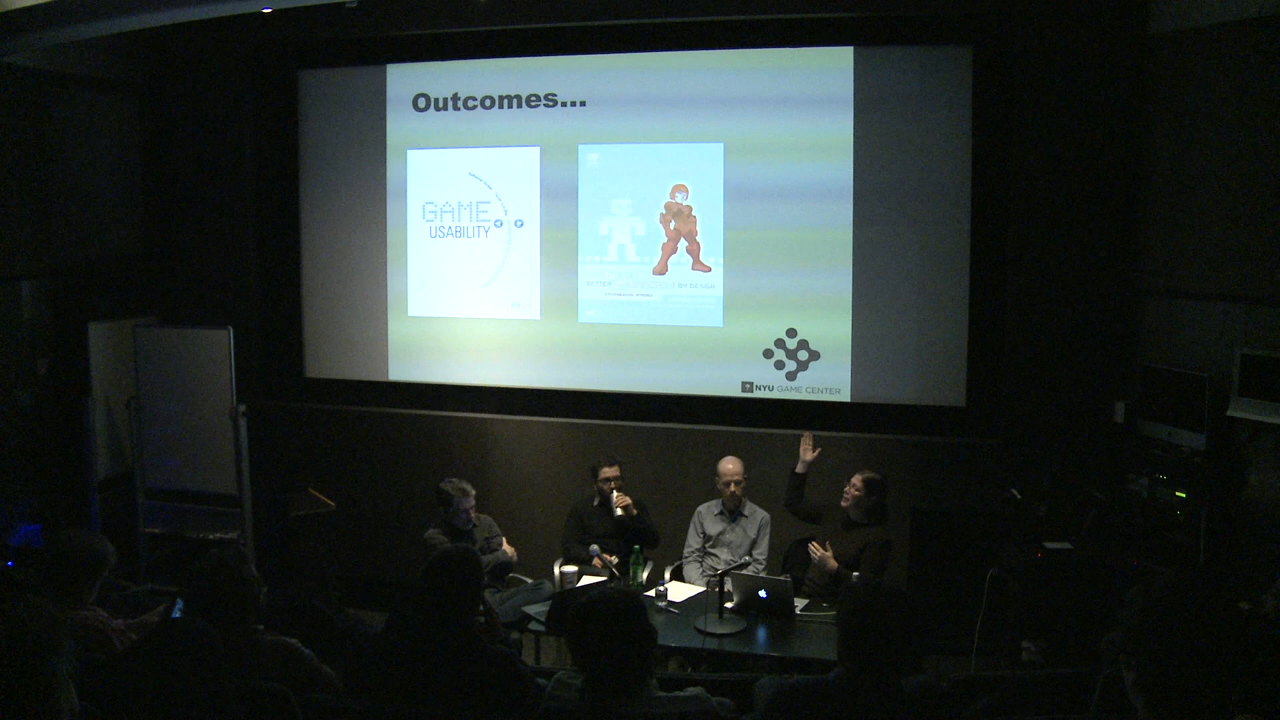 Outcomes...
GAME
USABILITY
BETTER
BY DESIGN
NYU GAME CENTER